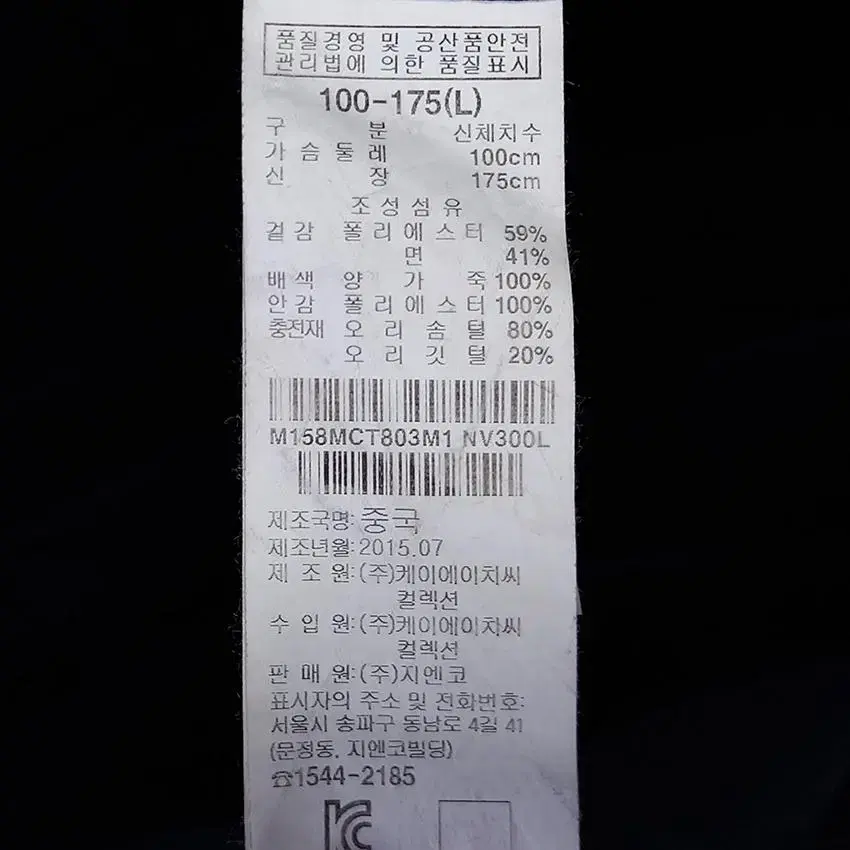 품질경영 및 공산품안전
관리법에 의한 품질표시
100-175(L)
구 분 신체치수
가슴둘레 100cm
신 장 175cm
조성섬유
겉감 폴리에스터 59%
면 41%
배색 양 가 죽 100%
안감 폴리에스터 100%
충전재 오 리 솜 털 80%
오 리 깃 털 20%
M158MCT803M1 NV300L
제조국명: 중국
제조년월: 2015.07
제 조 원: (주)케이에이치씨
컬렉션
수 입 원: (주)케이에이치씨
컬렉션
판 매 원: (주)지엔코
표시자의 주소 및 전화번호:
서울시 송파구 동남로 4길 41
(문정동, 지엔코빌딩)
☎1544-2185
KC